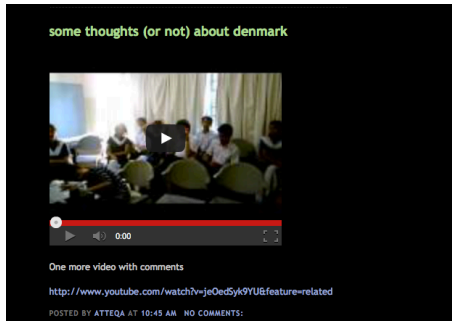 some thoughts (or not) about denmark
0:00
One more video with comments
http://www.youtube.com/watch?v=jeOedSyk9YU&feature=related
POSTED BY ATTEQA AT 10:45 AM NO COMMENTS: